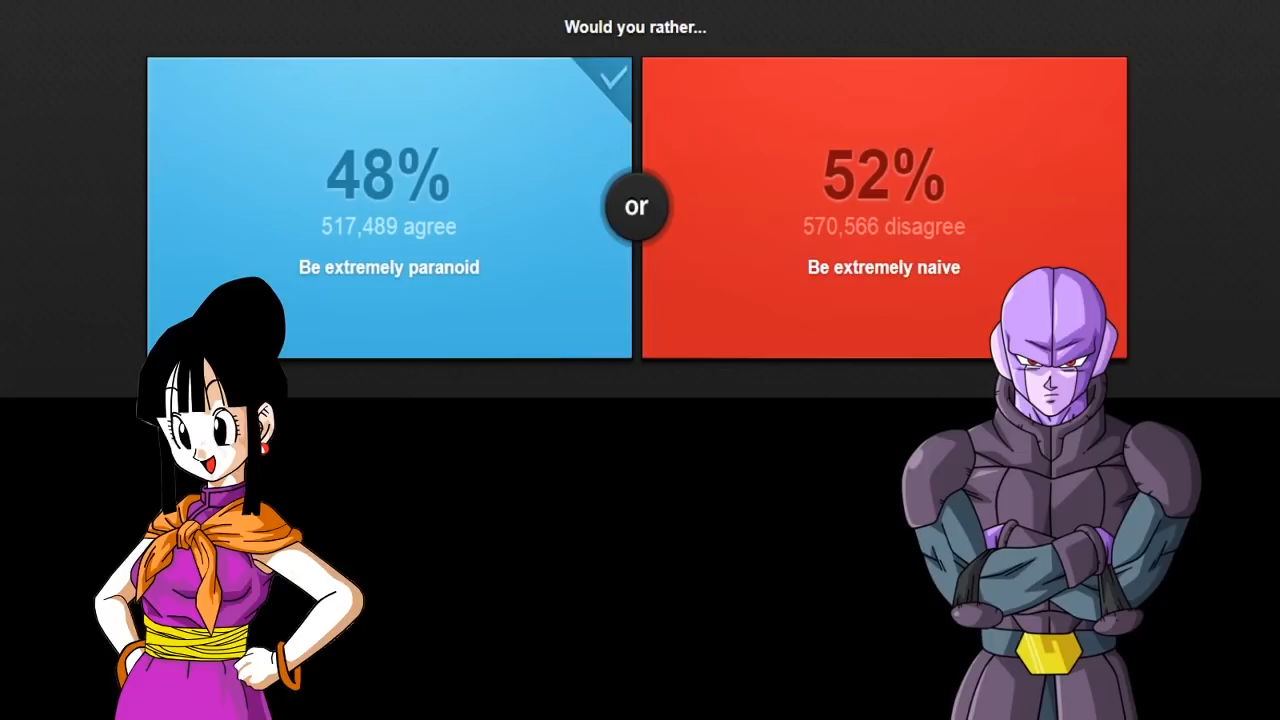 Would you rather...
48%
517,489 agree
Be extremely paranoid
or
52%
570,566 disagree
Be extremely naive